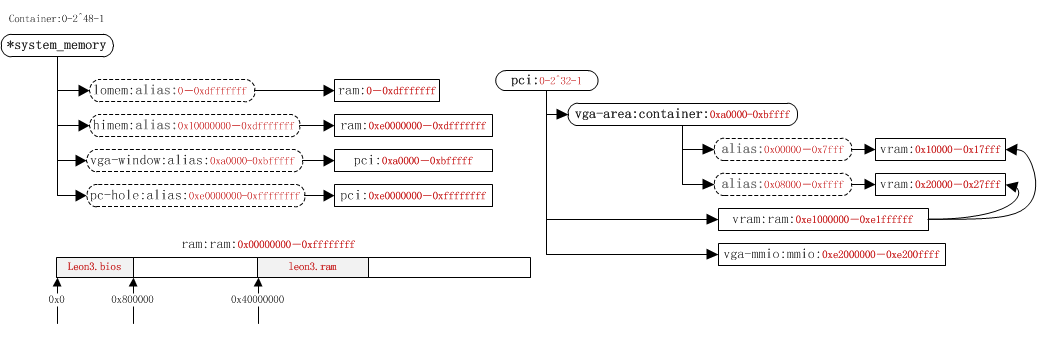 Container:0-2^48-1
*system_memory
lomem:alias:0-0xdfffffff
ram:0-0xdfffffff
himem:alias:0x10000000-0xdfffffff
ram:0xe0000000-0xdfffffff
vga-window:alias:0xa0000-0xbfffff
pci:0xa0000-0xbfffff
pc-hole:alias:0xe0000000-0xffffffff
pci:0xe0000000-0xffffffff
ram:ram:0x00000000-0xffffffff
Leon3.bios
leon3.ram
0x0
0x800000
0x40000000
pci:0-2^32-1
vga-area:container:0xa0000-0xbffff
alias:0x00000-0x7fff
vram:0x10000-0x17fff
alias:0x08000-0xffff
vram:0x20000-0x27fff
vram:ram:0xe1000000-0xe1ffffff
vga-mmio:mmio:0xe2000000-0xe200ffff